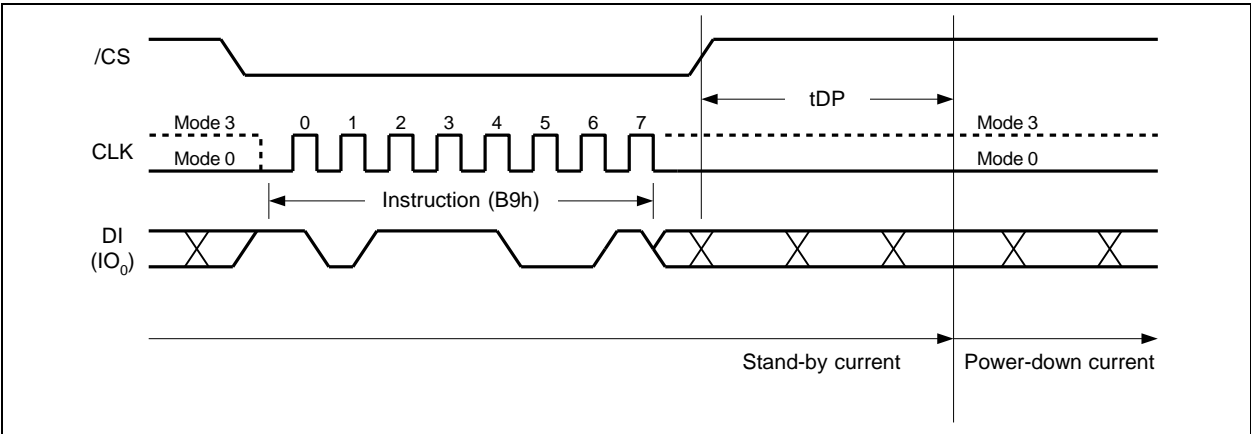 /CS
tDP
Mode 3 0 1 2 3 4 5 6 7 Mode 3
CLK
Mode 0 Mode 0
Instruction (B9h)
DI
(IO0)
Stand-by current Power-down current